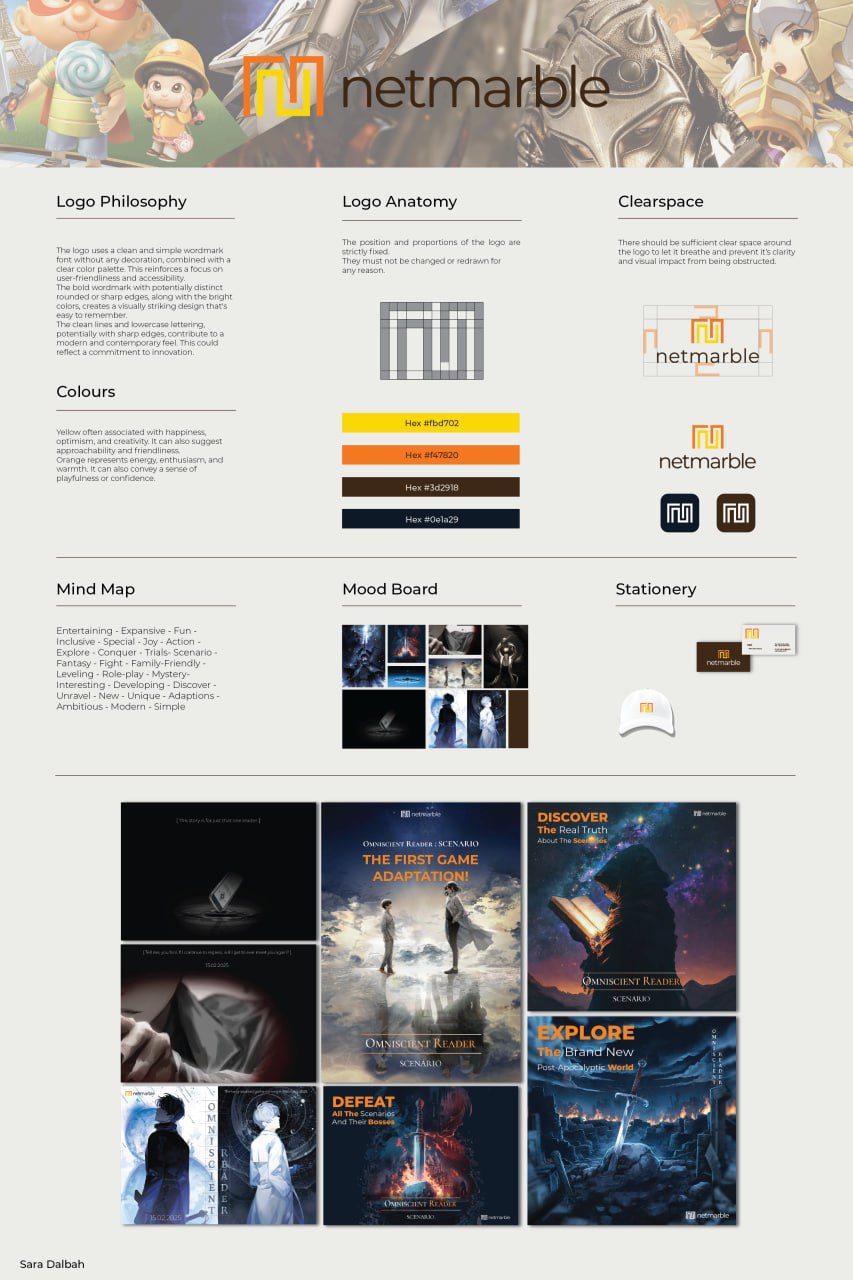 netmarble
Logo Philosophy
The logo uses a clean and simple wordmark
font without any decoration, combined with a
clear color palette. This reinforces a focus on
user-friendliness and accessibility.
The bold wordmark with potentially distinct
rounded or sharp edges, along with the bright
colors, creates a visually striking design that's
easy to remember.
The clean lines and lowercase lettering,
potentially with sharp edges, contribute to a
modern and contemporary feel. This could
reflect a commitment to innovation.
Logo Anatomy
The position and proportions of the logo are
strictly fixed.
They must not be changed or redrawn for
any reason.
Clearspace
There should be sufficient clear space around
the logo to let it breathe and prevent it's clarity
and visual impact from being obstructed.
netmarble
netmarble
Colours
Yellow often associated with happiness,
optimism, and creativity. It can also suggest
approachability and friendliness.
Orange represents energy, enthusiasm, and
warmth. It can also convey a sense of
playfulness or confidence.
Hex #fbd702
Hex #f47820
Hex #3d2918
Hex #0e1a29
Mind Map
Entertaining - Expansive - Fun -
Inclusive - Special - Joy - Action -
Explore - Conquer - Trials- Scenario -
Fantasy - Fight - Family-Friendly -
Leveling - Role-play - Mystery-
Interesting - Developing - Discover -
Unravel - New - Unique - Adaptions -
Ambitious - Modern - Simple
Mood Board
Stationery
netmarble
[ This story is for just that one reader. ]
15.02.2025
netmarble
OMNISCIENT
READER
15.02.2025
netmarble
OMNISCIENT READER : SCENARIO
THE FIRST GAME
ADAPTATION!
OMNISCIENT READER
SCENARIO
DEFEAT
All The Scenarios
And Their Bosses
OMNISCIENT READER
SCENARIO
netmarble
DISCOVER
The Real Truth
About The Scenarios
netmarble
OMNISCIENT READER
SCENARIO
EXPLORE
The Brand New
Post-Apocalyptic World
OMNISCIENT
READER
netmarble
Sara Dalbah